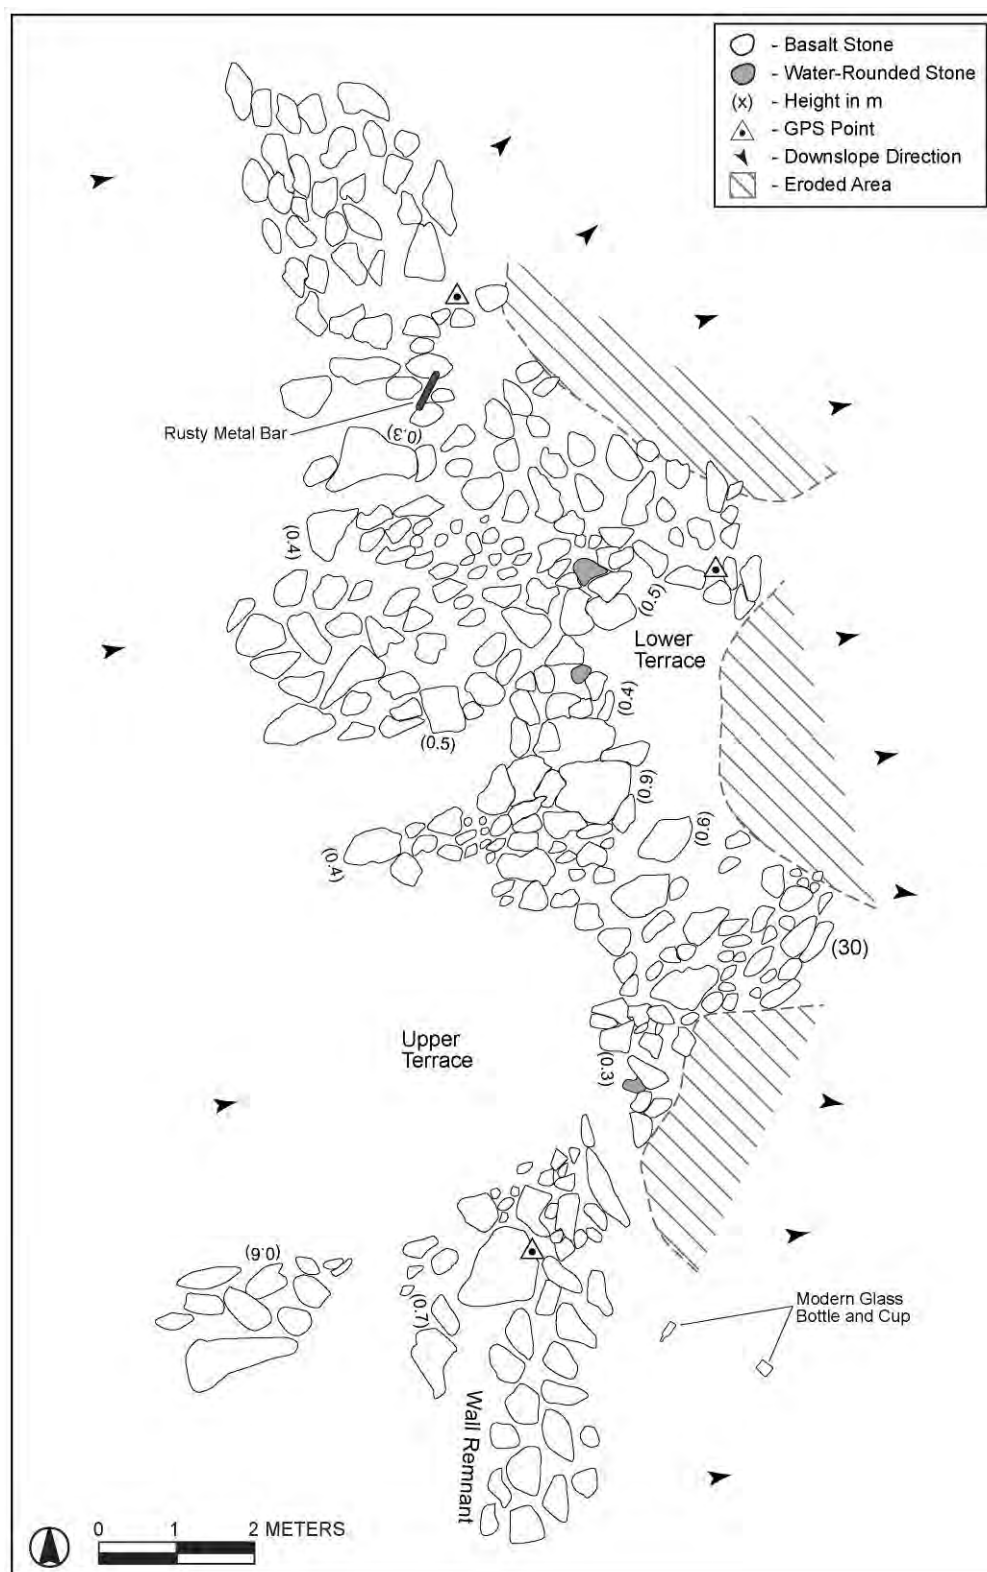 - Basalt Stone
- Water-Rounded Stone
(x) - Height in m
- GPS Point
- Downslope Direction
- Eroded Area
Rusty Metal Bar
(0.3)
(0.4)
(0.5)
Lower
Terrace
(0.4)
(0.5)
(0.9)
(0.6)
(0.4)
(30)
Upper
Terrace
(0.3)
(0.6)
(0.7)
Modern Glass
Bottle and Cup
Wall Remnant
0 1 2 METERS